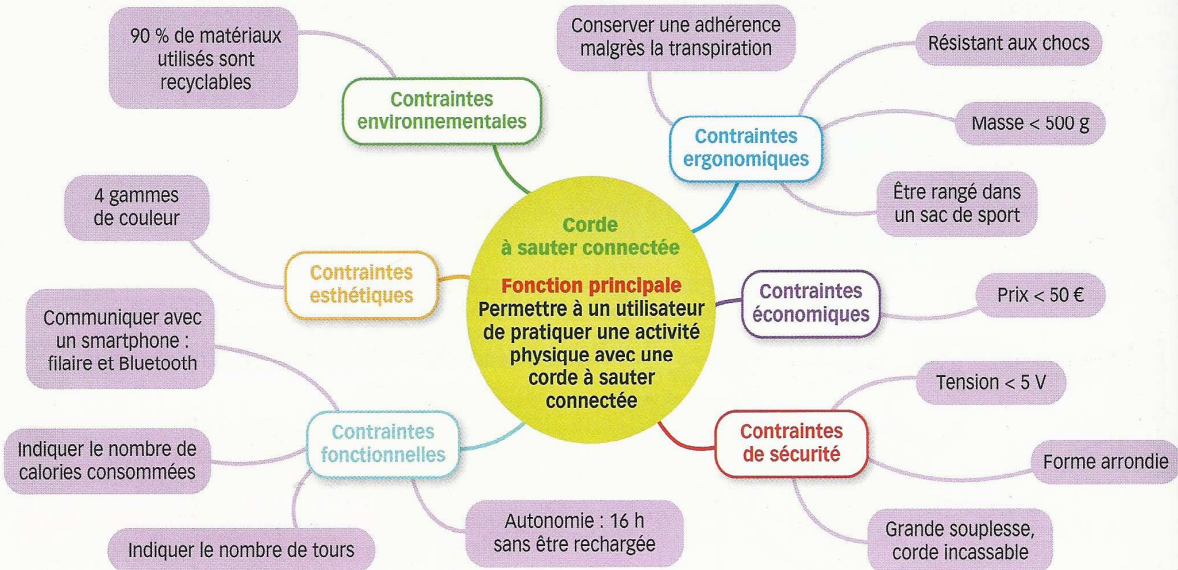 90 % de matériaux
utilisés sont
recyclables
Contraintes
environnementales
Conserver une adhérence
malgrès la transpiration
Résistant aux chocs
Contraintes
ergonomiques
Masse < 500 g
Être rangé dans
un sac de sport
4 gammes
de couleur
Contraintes
esthétiques
Corde
à sauter connectée
Fonction principale
Permettre à un utilisateur
de pratiquer une activité
physique avec une
corde à sauter
connectée
Contraintes
économiques
Prix < 50 €
Communiquer avec
un smartphone :
filaire et Bluetooth
Contraintes
fonctionnelles
Indiquer le nombre de
calories consommées
Indiquer le nombre de tours
Autonomie : 16 h
sans être rechargée
Contraintes
de sécurité
Tension < 5 V
Forme arrondie
Grande souplesse,
corde incassable